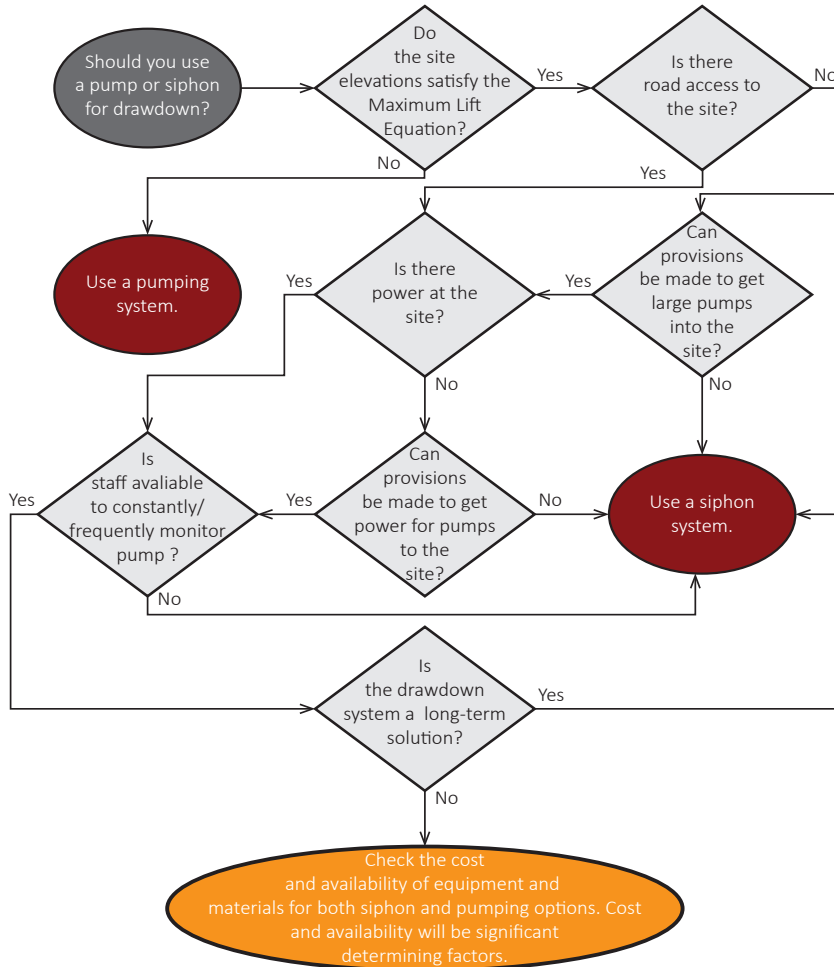 Should you use
a pump or siphon
for drawdown?
Do
the site
elevations satisfy the
Maximum Lift
Equation?
Yes
Is there
road access to
the site?
No
No
Yes
Use a pumping
system.
Yes
Is there
power at the
site?
Yes
Can
provisions
be made to get
large pumps
into the
site?
No
No
Yes
Is
staff avaliable
to constantly/
frequently monitor
pump ?
Yes
Can
provisions
be made to get
power for pumps
to the
site?
No
Use a siphon
system.
No
Is
the drawdown
system a long-term
solution?
Yes
No
Check the cost
and availability of equipment and
materials for both siphon and pumping options. Cost
and availability will be significant
determining factors.